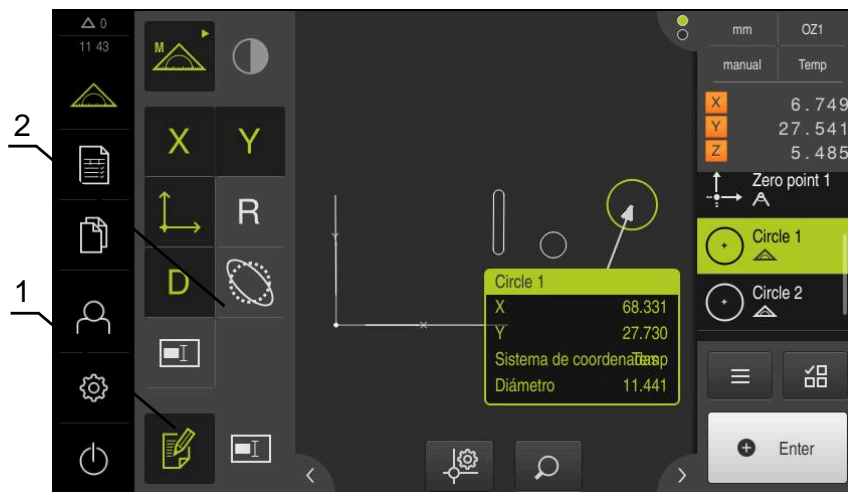 0
11 43
2
1
M
X
Y
R
D
Y
X
Circle 1
X 68.331
Y 27.730
Sistema de coordenadas Temp
Diámetro 11.441
mm
OZ1
manual
Temp
X 6.749
Y 27.541
Z 5.485
Zero point 1
Circle 1
Circle 2
Enter